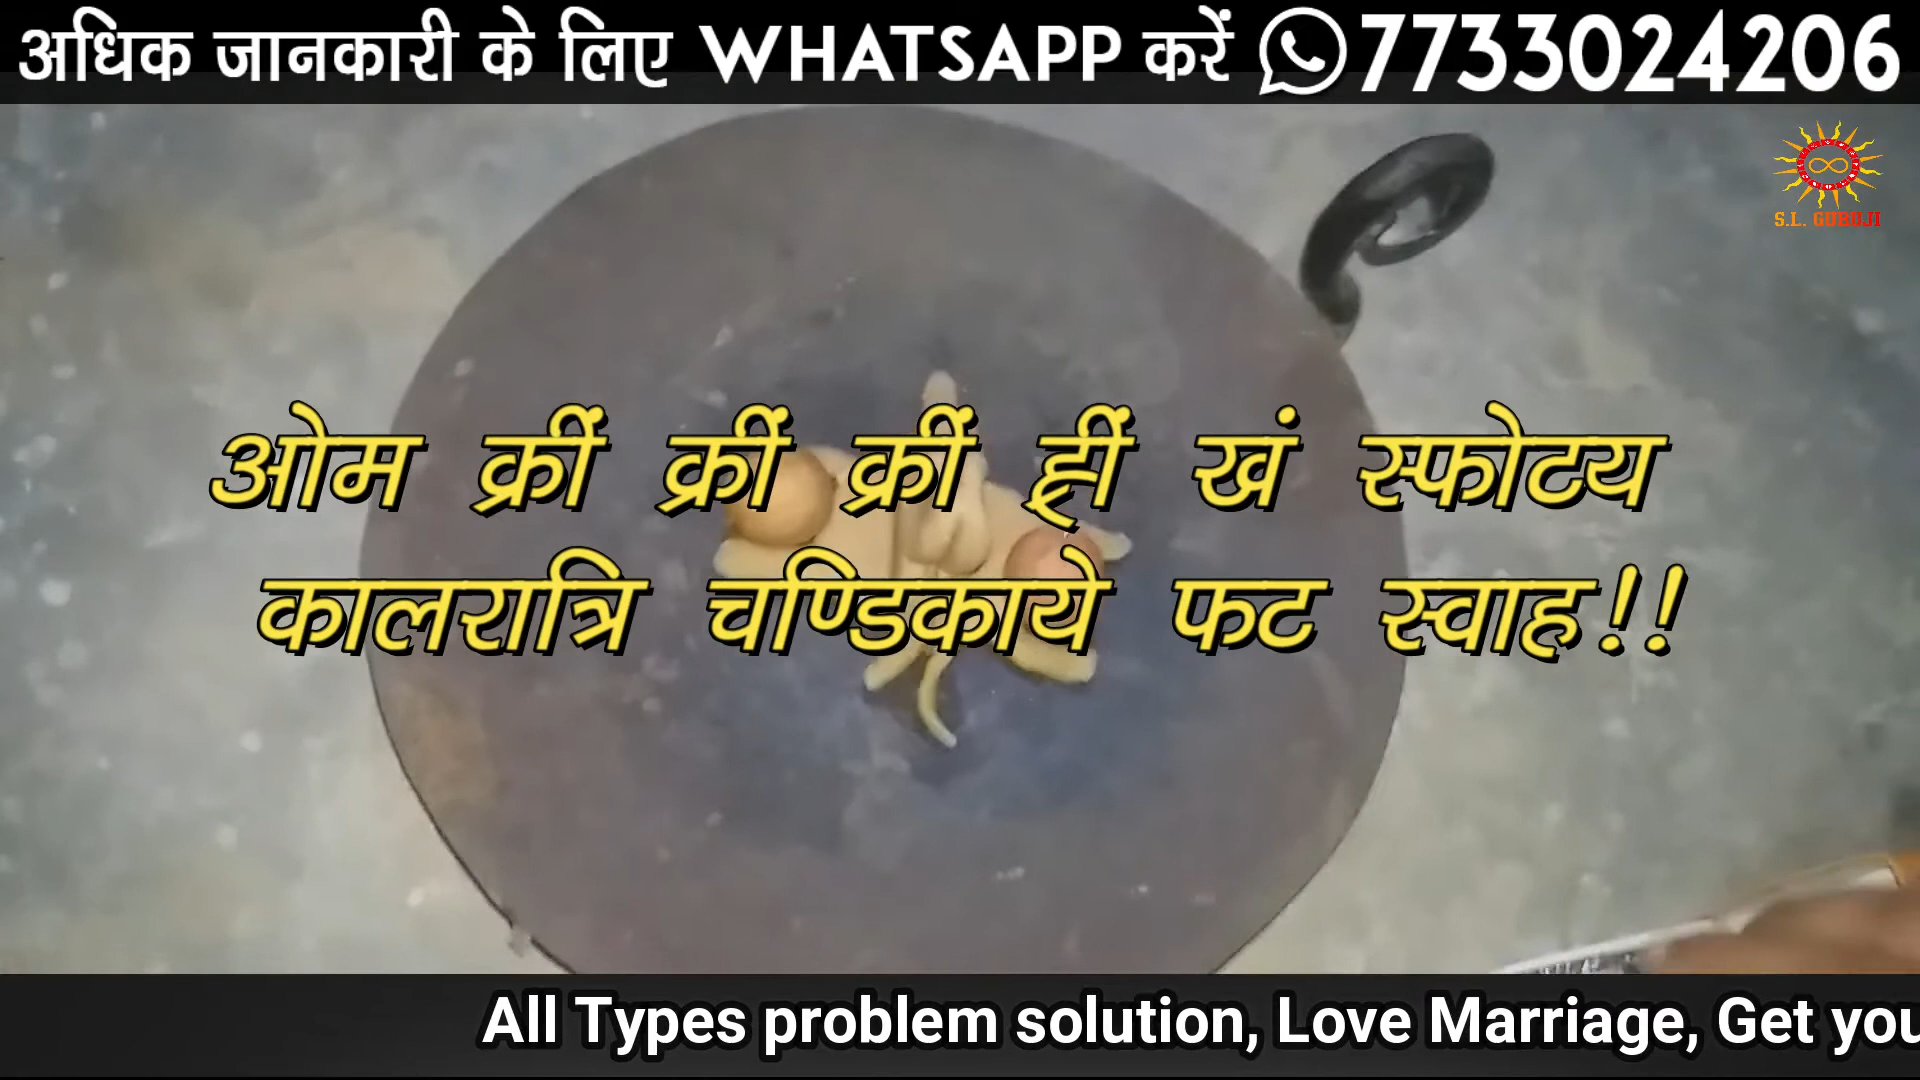 अधिक जानकारी के लिए WHATSAPP करें 7733024206
S.L. GURUJI
ओम क्रीं क्रीं क्रीं ह्रीं खं स्फोटय
कालरात्रि चण्डिकाये फट स्वाह!!
All Types problem solution, Love Marriage, Get you